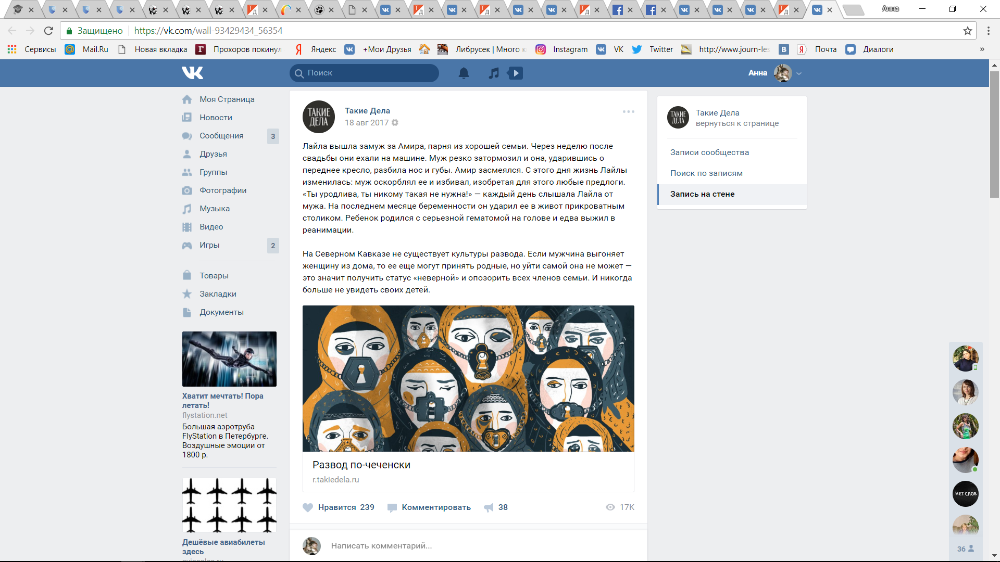 Анна
Защищено
https://vk.com/wall-93429434_56354
Сервисы
Mail.Ru
Новая вкладка
Прохоров покинул
Яндекс
+Мои Друзья
Либрусек | Много к
Instagram
VK
Twitter
http://www.journ-les
Почта
Диалоги
»
Поиск
Анна
Моя Страница
Новости
Сообщения 3
Друзья
Группы
Фотографии
Музыка
Видео
Игры 2
Товары
Закладки
Документы
Хватит мечтать! Пора
летать!
flystation.net
Большая аэротруба
FlyStation в Петербурге.
Воздушные эмоции от
1800 р.
Дешёвые авиабилеты
здесь
ТАКИЕ
ДЕЛА
Такие Дела
18 авг 2017
Лайла вышла замуж за Амира, парня из хорошей семьи. Через неделю после
свадьбы они ехали на машине. Муж резко затормозил и она, ударившись о
переднее кресло, разбила нос и губы. Амир засмеялся. С этого дня жизнь Лайлы
изменилась: муж оскорблял ее и избивал, изобретая для этого любые предлоги.
«Ты уродлива, ты никому такая не нужна!» — каждый день слышала Лайла от
мужа. На последнем месяце беременности он ударил ее в живот прикроватным
столиком. Ребенок родился с серьезной гематомой на голове и едва выжил в
реанимации.
На Северном Кавказе не существует культуры развода. Если мужчина выгоняет
женщину из дома, то ее еще могут принять родные, но уйти самой она не может —
это значит получить статус «неверной» и опозорить всех членов семьи. И никогда
больше не увидеть своих детей.
Развод по-чеченски
r.takiedela.ru
Нравится 239
Комментировать
38
17K
Написать комментарий...
ТАКИЕ
ДЕЛА
Такие Дела
вернуться к странице
Записи сообщества
Поиск по записям
Запись на стене
НЕТ СЛОВ
36